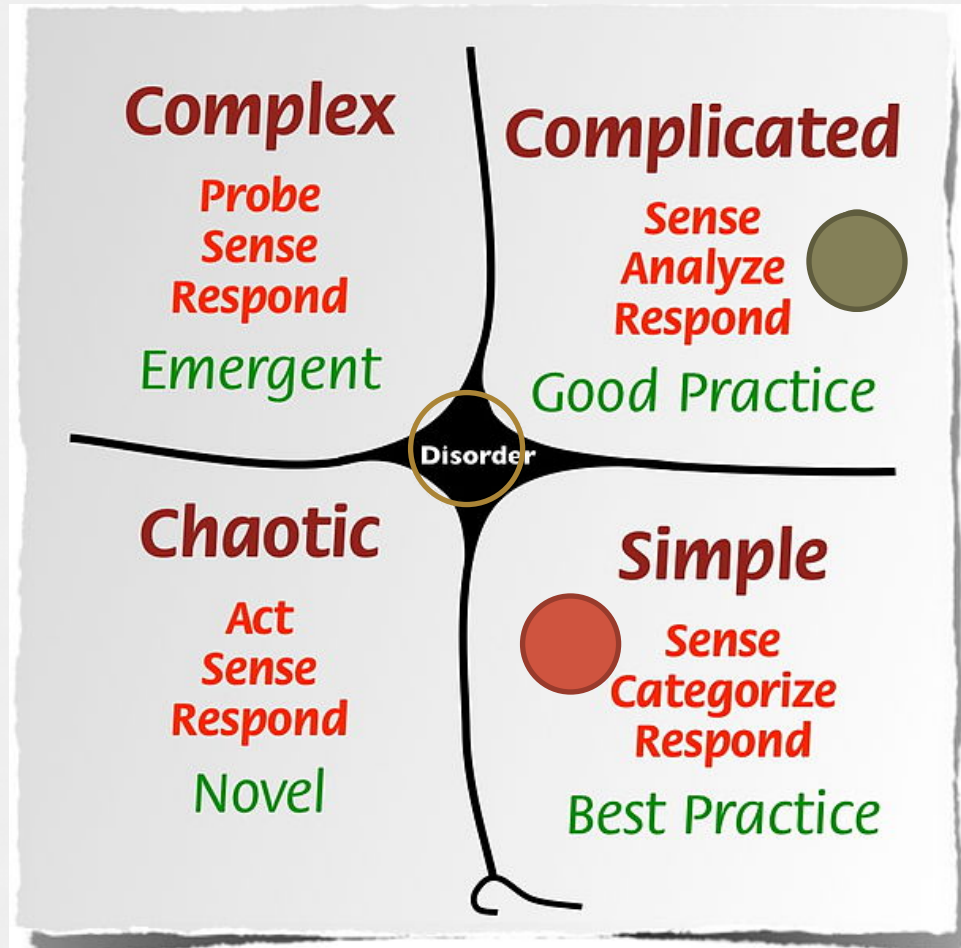 Complex
Probe
Sense
Respond
Emergent
Complicated
Sense
Analyze
Respond
Good Practice
Disorder
Chaotic
Act
Sense
Respond
Novel
Simple
Sense
Categorize
Respond
Best Practice